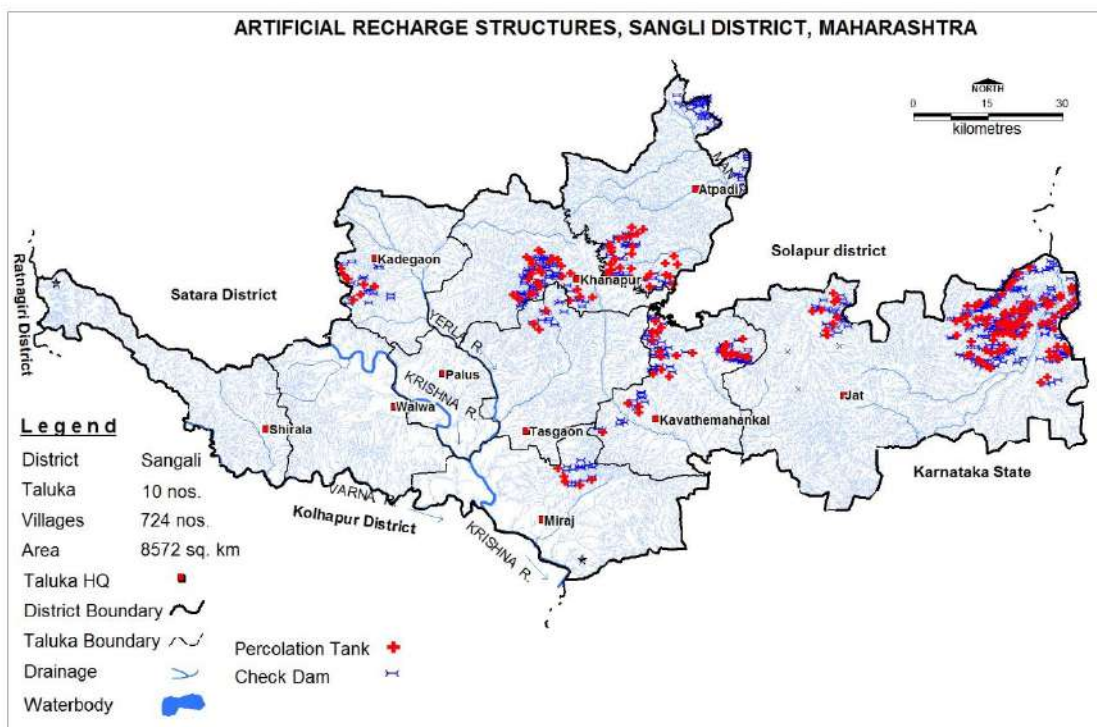 ARTIFICIAL RECHARGE STRUCTURES, SANGLI DISTRICT, MAHARASHTRA
NORTH
0 15 30
kilometres
MAN
Atpadi
Solapur district
Kadegaon
Khanapur
Satara District
Ratnagiri District
YERLI R.
Palus
KRISHNA R.
Walwa
Jat
Shirala
Tasgaon
Kavathemahankal
Karnataka State
VARNA R.
Kolhapur District
Miraj
KRISHNA R.
Legend
District Sangali
Taluka 10 nos.
Villages 724 nos.
Area 8572 sq. km
Taluka HQ
District Boundary
Taluka Boundary
Drainage
Waterbody
Percolation Tank
Check Dam